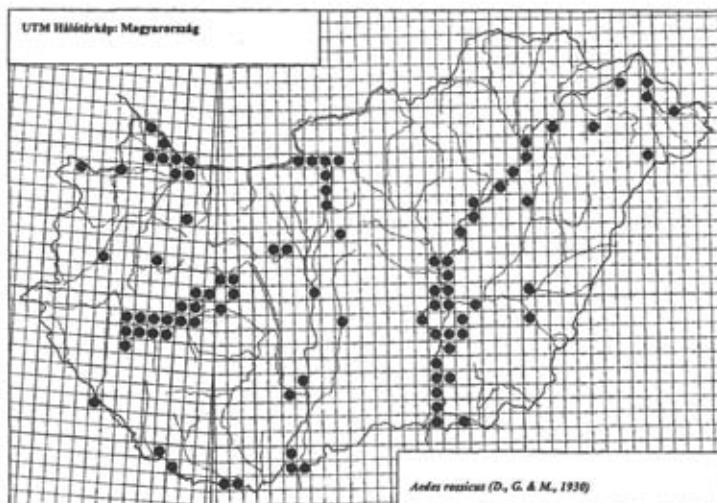 UTM Hálótérkép: Magyarország
Aedes rossicus (D., G. & M., 1930)